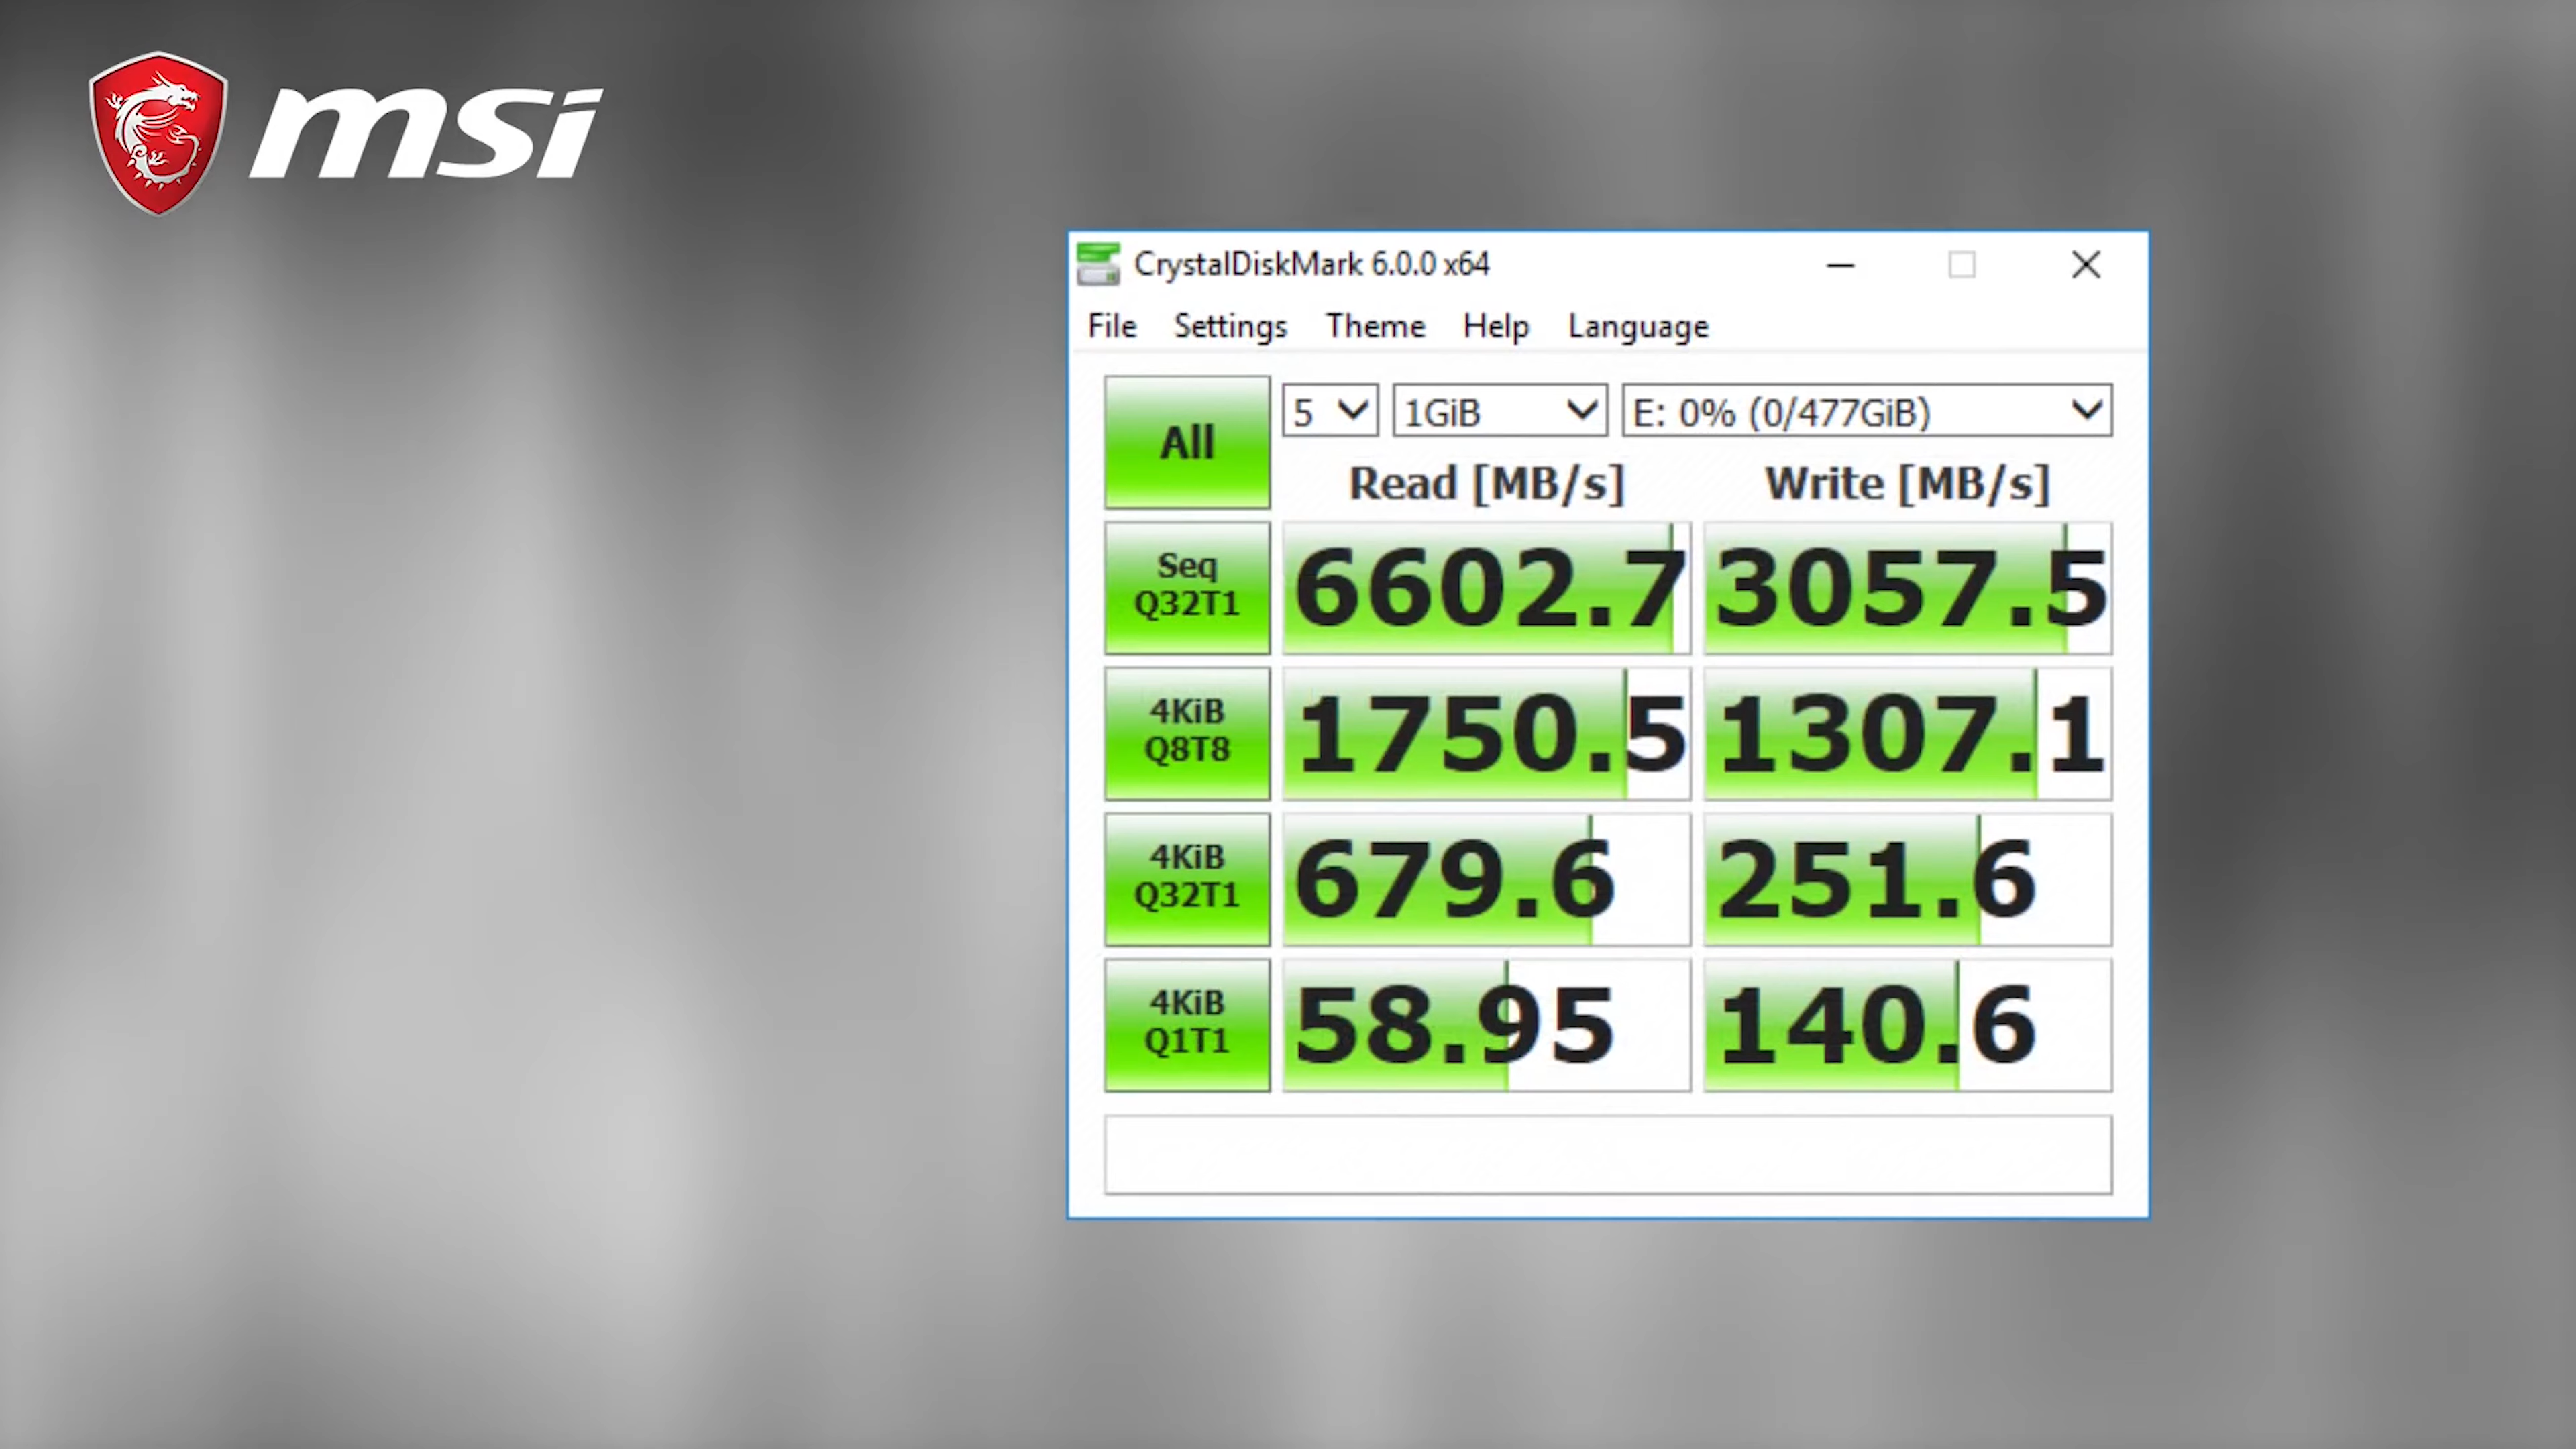 msi
CrystalDiskMark 6.0.0 x64
File Settings Theme Help Language
All
5 1GiB E: 0% (0/477GiB)
Read [MB/s] Write [MB/s]
Seq
Q32T1
6602.7 3057.5
4KiB
Q8T8
1750.5 1307.1
4KiB
Q32T1
679.6 251.6
4KiB
Q1T1
58.95 140.6